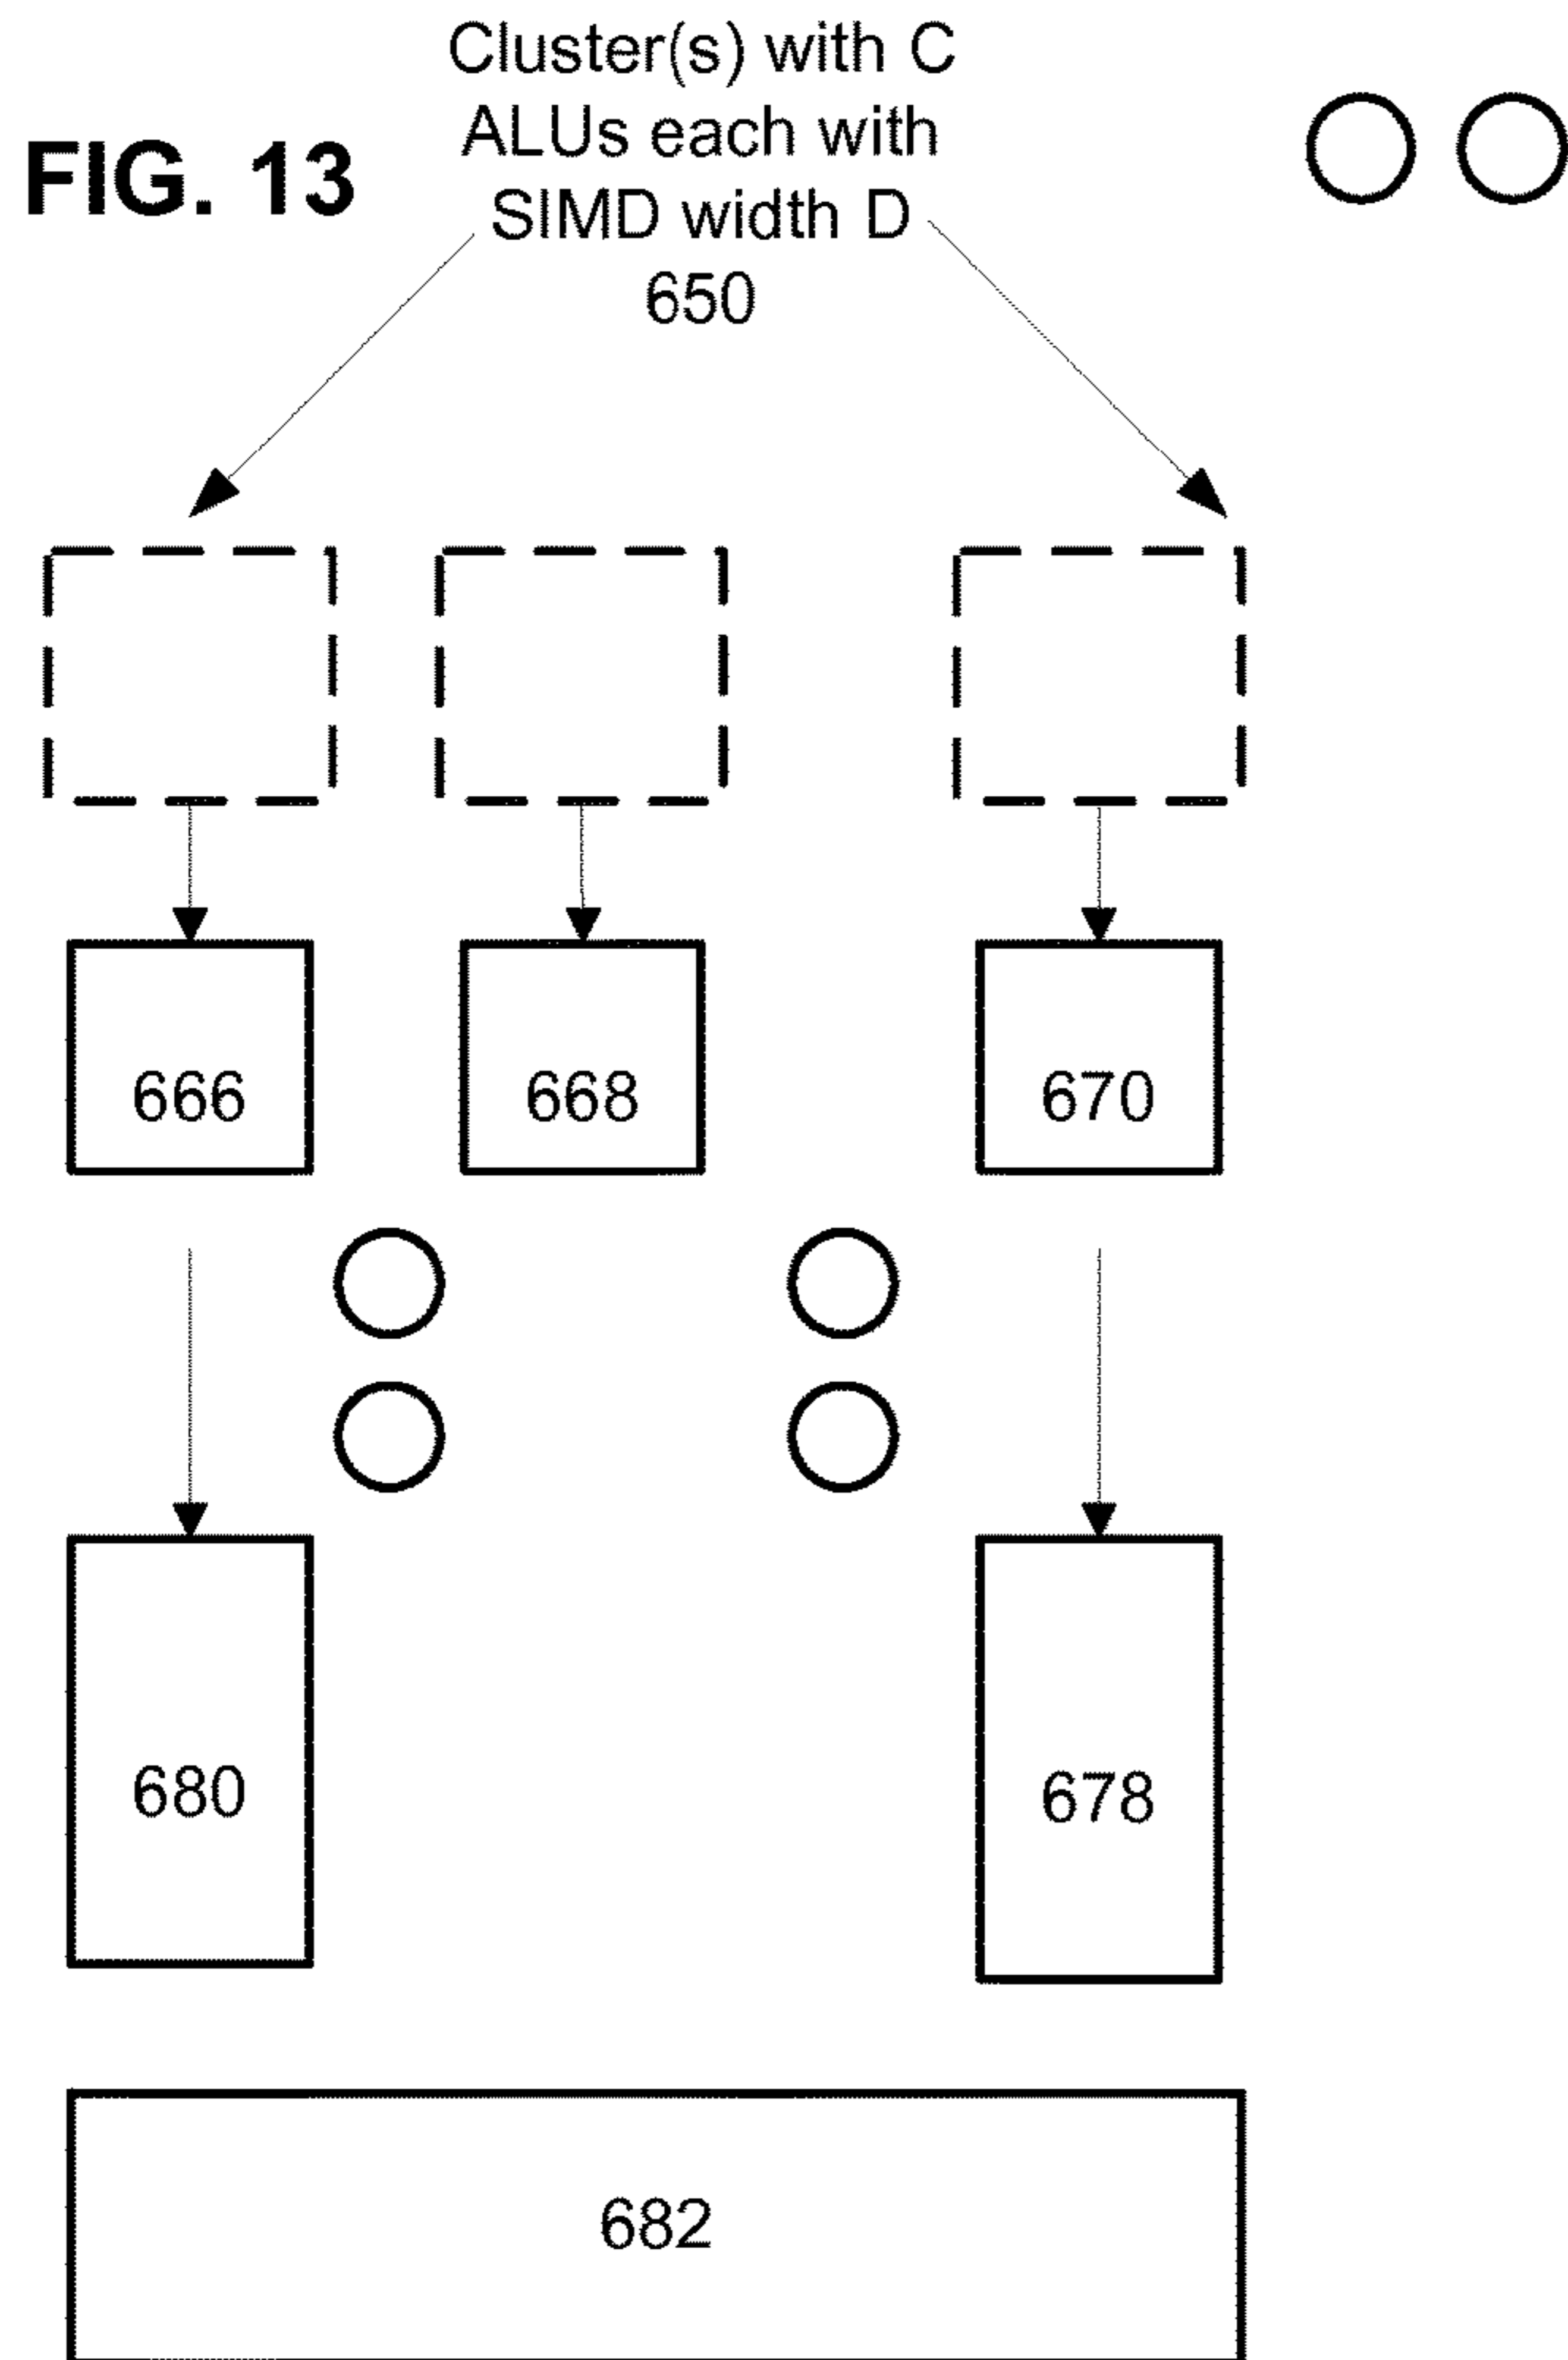 Cluster(s) with C
ALUs each with
FIG. 13
SIMD width D
650
666 668 670
680 678
682